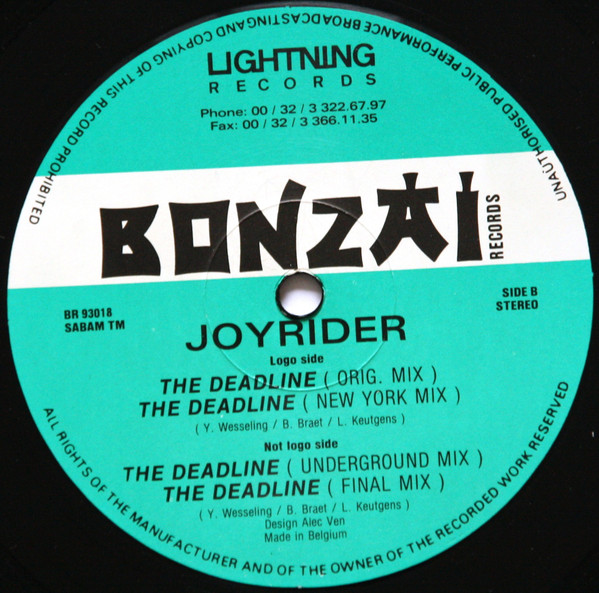 UNAUTHORISED PUBLIC PERFORMANCE BROADCASTING AND COPYING OF THIS RECORD PROHIBITED
LIGHTNING
RECORDS
Phone: 00 / 32 / 3 322.67.97
Fax: 00 / 32 / 3 366.11.35
BONZAI
RECORDS
BR 93018
SABAM TM
SIDE B
STEREO
JOYRIDER
Logo side
THE DEADLINE ( ORIG. MIX )
THE DEADLINE ( NEW YORK MIX )
( Y. Wesseling / B. Braet / L. Keutgens )
Not logo side
THE DEADLINE ( UNDERGROUND MIX )
THE DEADLINE ( FINAL MIX )
( Y. Wesseling / B. Braet / L. Keutgens )
Design Alec Ven
Made in Belgium
ALL RIGHTS OF THE MANUFACTURER AND OF THE OWNER OF THE RECORDED WORK RESERVED